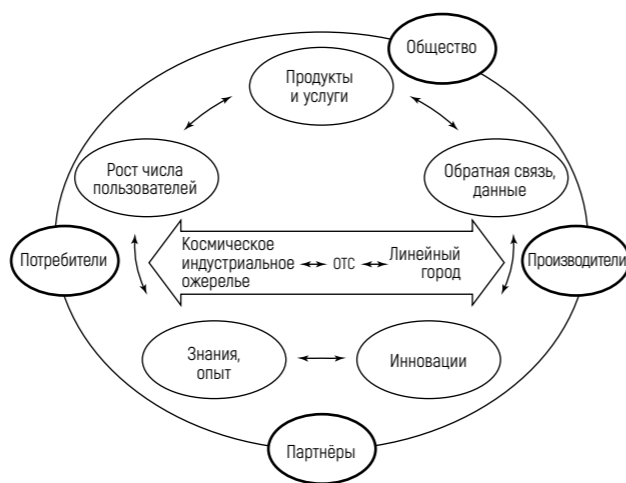 Общество
Продукты
и услуги
Рост числа
пользователей
Обратная связь,
данные
Потребители
Космическое
индустриальное
ожерелье
ОТС
Линейный
город
Производители
Знания,
опыт
Инновации
Партнёры